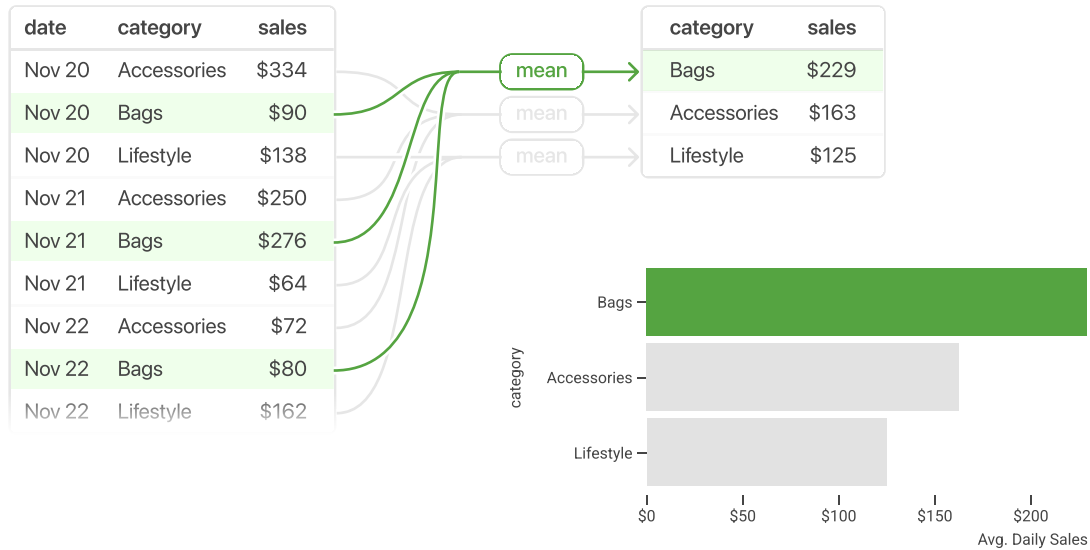 date category sales
Nov 20 Accessories $334
Nov 20 Bags $90
Nov 20 Lifestyle $138
Nov 21 Accessories $250
Nov 21 Bags $276
Nov 21 Lifestyle $64
Nov 22 Accessories $72
Nov 22 Bags $80
Nov 22 Lifestyle $162
mean
mean
mean
category sales
Bags $229
Accessories $163
Lifestyle $125
category
Bags
Accessories
Lifestyle
$0 $50 $100 $150 $200
Avg. Daily Sales